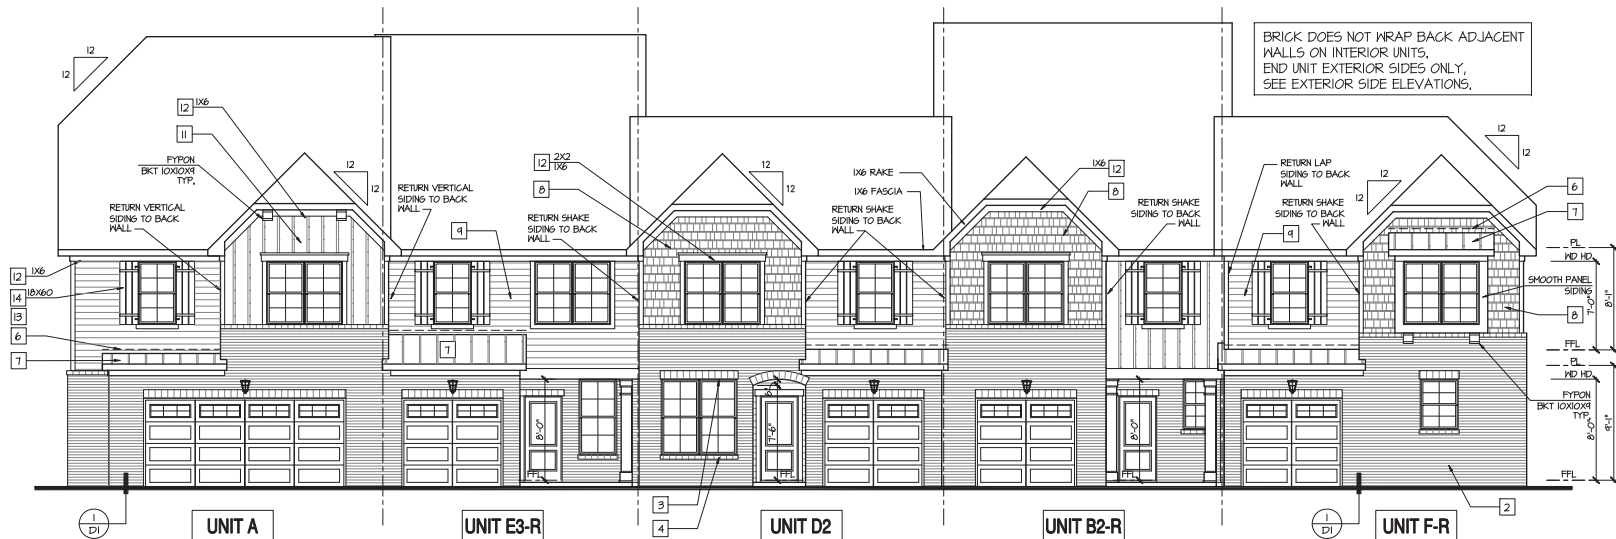 BRICK DOES NOT WRAP BACK ADJACENT
WALLS ON INTERIOR UNITS.
END UNIT EXTERIOR SIDES ONLY,
SEE EXTERIOR SIDE ELEVATIONS.
12
12
12 1X6
11
FYPON
BKT 10X10X9
TYP.
12
12
RETURN VERTICAL
SIDING TO BACK
WALL
RETURN VERTICAL
SIDING TO BACK
WALL
9
12 2X2
1X6
8
RETURN SHAKE
SIDING TO BACK
WALL
12
12
1X6 RAKE
1X6 FASCIA
RETURN SHAKE
SIDING TO BACK
WALL
1X6 12
8
RETURN SHAKE
SIDING TO BACK
WALL
RETURN LAP
SIDING TO BACK
WALL
RETURN SHAKE
SIDING TO BACK
WALL
9
12
12
12
12
6
7
PL
WD HD
SMOOTH PANEL
SIDING
8
7'-0"
8'-1"
FFL
PL
WD HD
FYPON
BKT 10X10X9
TYP.
8'-0"
9'-1"
FFL
12 1X6
14 18X60
13
6
7
7
8'-0"
FFL
7'-6"
FFL
8'-0"
FFL
3
4
2
1
D1
UNIT A
UNIT E3-R
UNIT D2
UNIT B2-R
1
D1
UNIT F-R